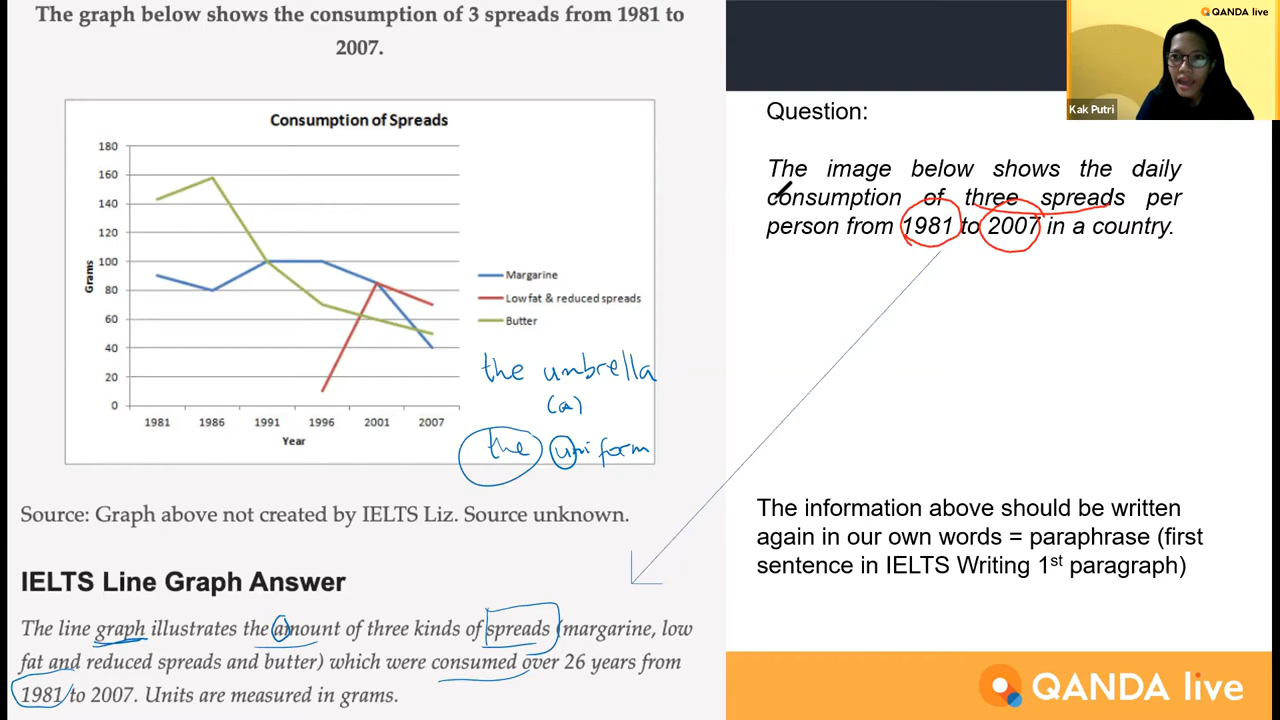 The graph below shows the consumption of 3 spreads from 1981 to
2007.
Consumption of Spreads
180
160
140
120
100
80
60
40
20
0
Grams
1981 1986 1991 1996 2001 2007
Year
Margarine
Low fat & reduced spreads
Butter
the umbrella
(a)
the uniform
Source: Graph above not created by IELTS Liz. Source unknown.
IELTS Line Graph Answer
The line graph illustrates the amount of three kinds of spreads (margarine, low
fat and reduced spreads and butter) which were consumed over 26 years from
1981 to 2007. Units are measured in grams.
QANDA live
Kak Putri
Question:
The image below shows the daily
consumption of three spreads per
person from 1981 to 2007 in a country.
The information above should be written
again in our own words = paraphrase (first
sentence in IELTS Writing 1st paragraph)
QANDA live